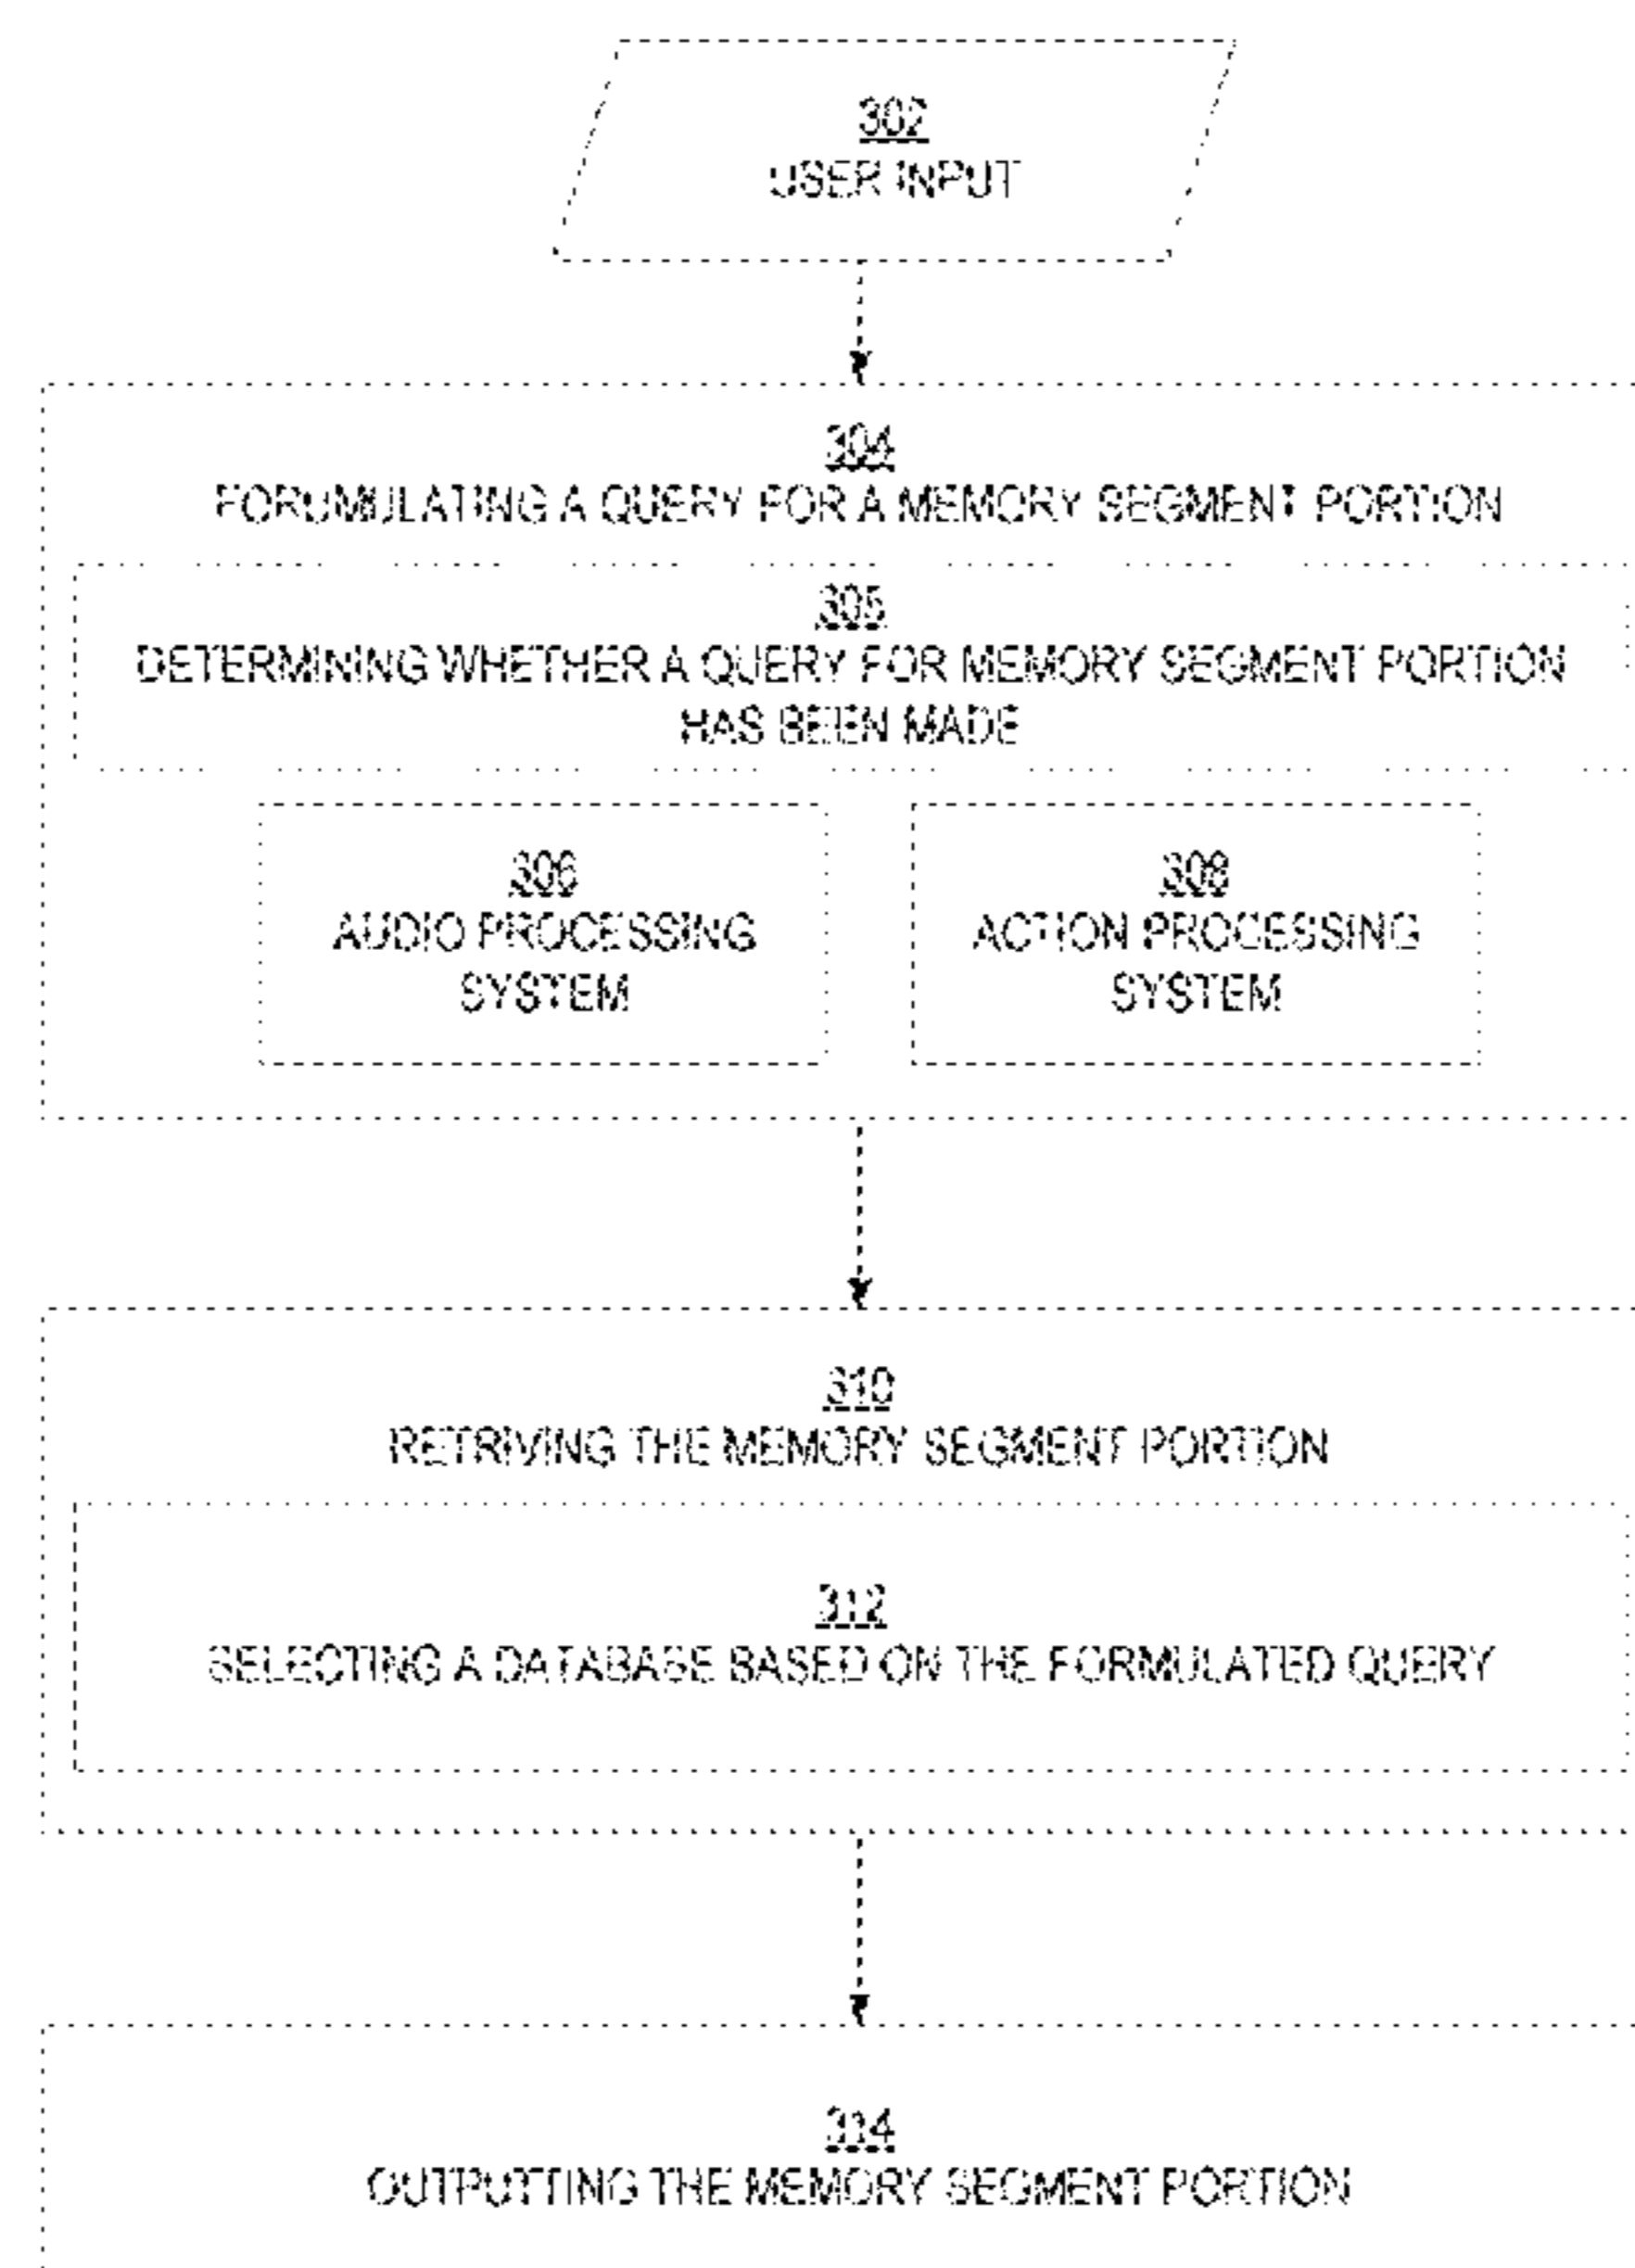 302
USER INPUT
304
FORUMULATING A QUERY FOR A MEMORY SEGMENT PORTION
305
DETERMINING WHETHER A QUERY FOR MEMORY SEGMENT PORTION
HAS BEEN MADE
306
AUDIO PROCESSING
SYSTEM
308
ACTION PROCESSING
SYSTEM
310
RETRIVING THE MEMORY SEGMENT PORTION
312
SELECTING A DATABASE BASED ON THE FORMULATED QUERY
314
OUTPUTTING THE MEMORY SEGMENT PORTION